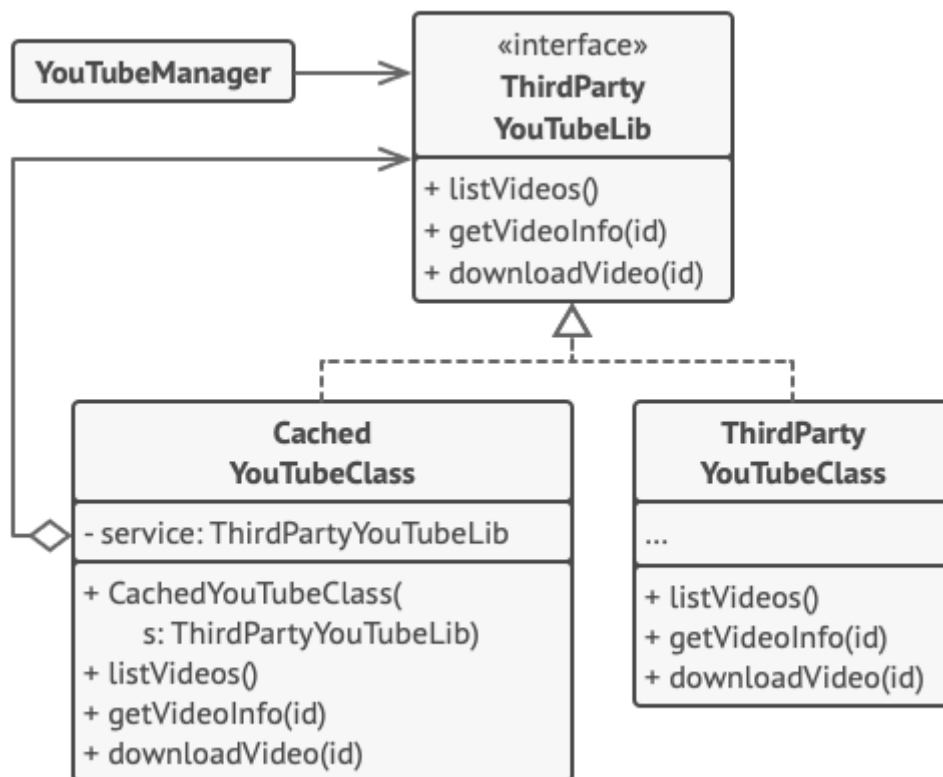 YouTubeManager
«interface»
ThirdParty
YouTubeLib
+ listVideos()
+ getVideoInfo(id)
+ downloadVideo(id)
Cached
YouTubeClass
- service: ThirdPartyYouTubeLib
+ CachedYouTubeClass(
s: ThirdPartyYouTubeLib)
+ listVideos()
+ getVideoInfo(id)
+ downloadVideo(id)
ThirdParty
YouTubeClass
...
+ listVideos()
+ getVideoInfo(id)
+ downloadVideo(id)